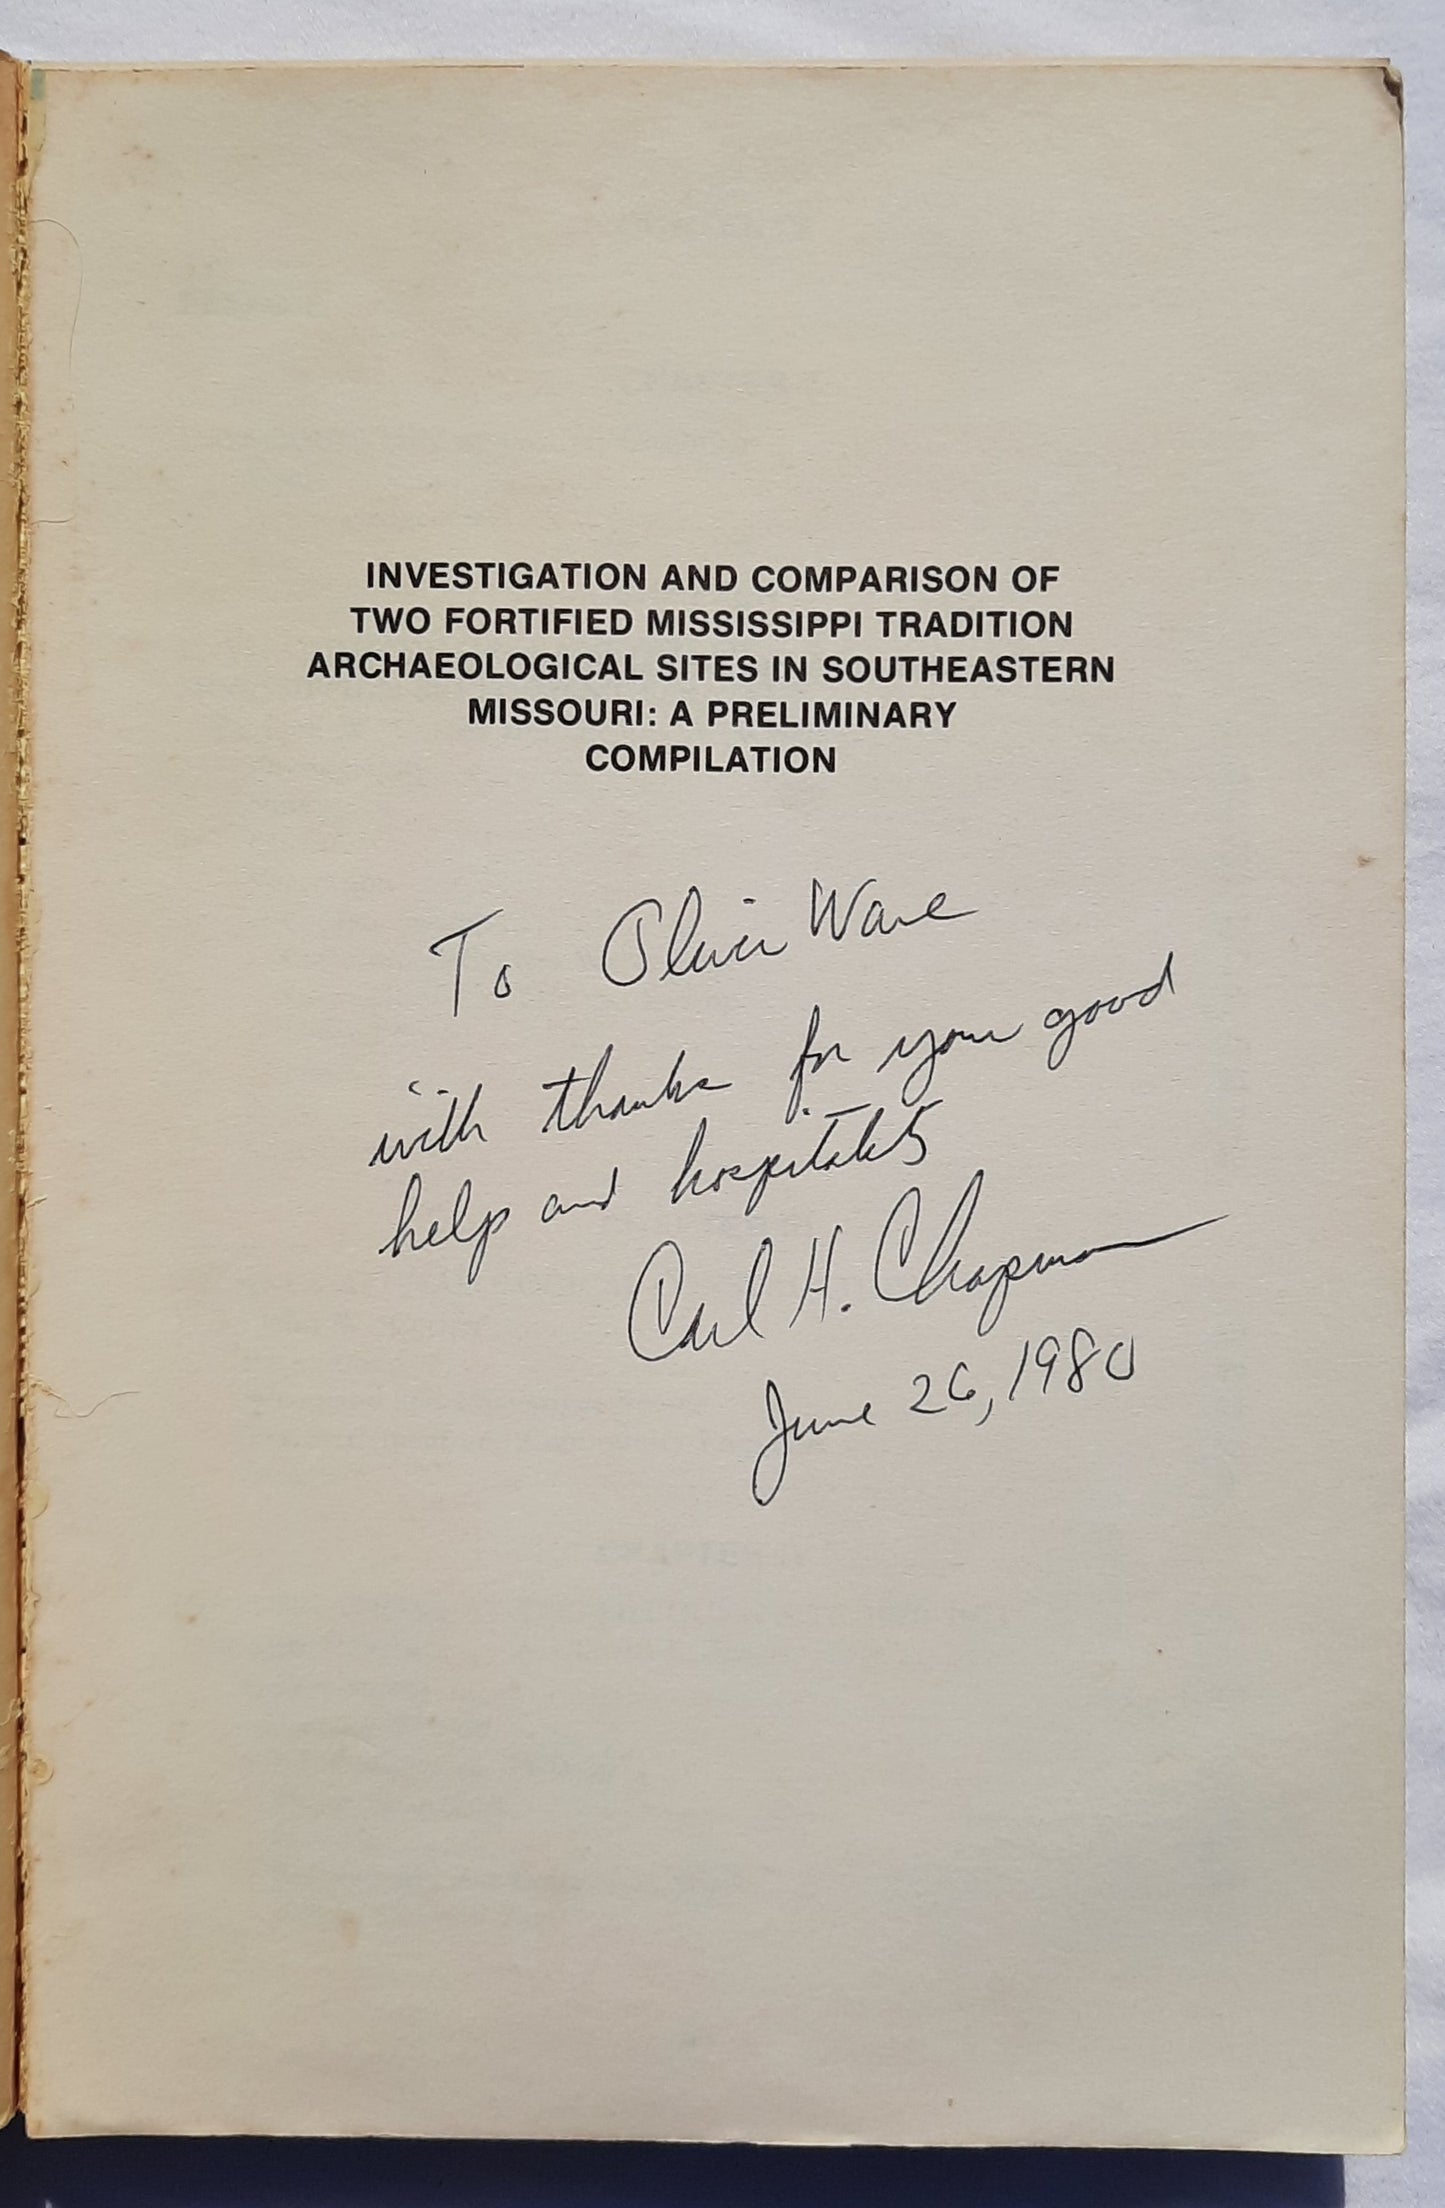 INVESTIGATION AND COMPARISON OF
TWO FORTIFIED MISSISSIPPI TRADITION
ARCHAEOLOGICAL SITES IN SOUTHEASTERN
MISSOURI: A PRELIMINARY
COMPILATION
To Oliver Ware
with thanks for your good
help and hospitality
Carl H. Chapman
June 26, 1980